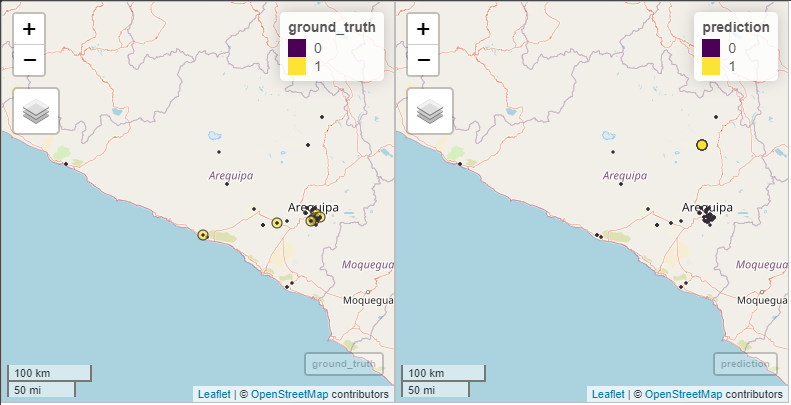 +
−
ground_truth
0
1
Arequipa
Arequipa
Moquegua
Moquegua
100 km
50 mi
ground_truth
Leaflet | © OpenStreetMap contributors
+
−
prediction
0
1
Arequipa
Arequipa
Moquegua
Moquegua
100 km
50 mi
prediction
Leaflet | © OpenStreetMap contributors